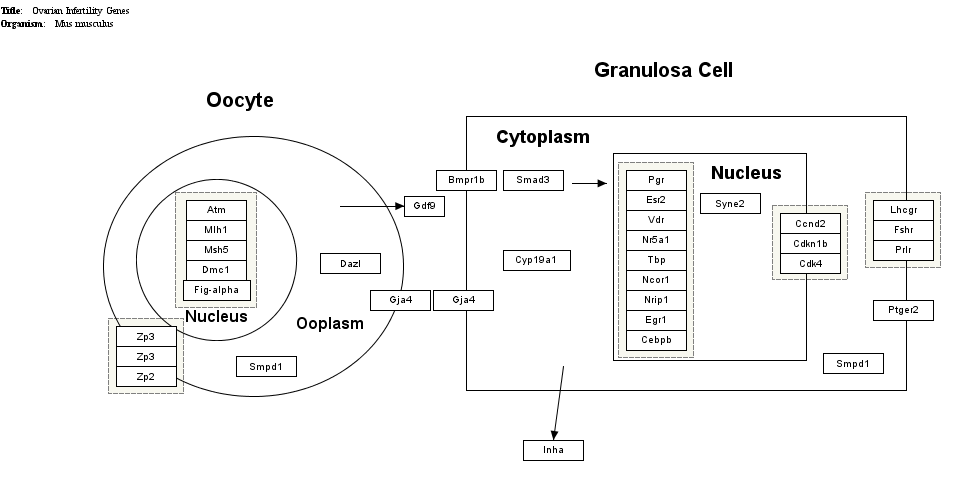 Title: Ovarian Infertility Genes
Organism: Mus musculus
Granulosa Cell
Oocyte
Cytoplasm
Nucleus
Bmpr1b
Smad3
Pgr
Esr2
Vdr
Nr5a1
Tbp
Ncor1
Nrip1
Egr1
Cebpb
Syne2
Ccnd2
Cdkn1b
Cdk4
Lhcgr
Fshr
Prlr
Ptger2
Smpd1
Cyp19a1
Gdf9
Atm
Mlh1
Msh5
Dmc1
Fig-alpha
Nucleus
Dazl
Gja4
Gja4
Ooplasm
Zp3
Zp3
Zp2
Smpd1
Inha